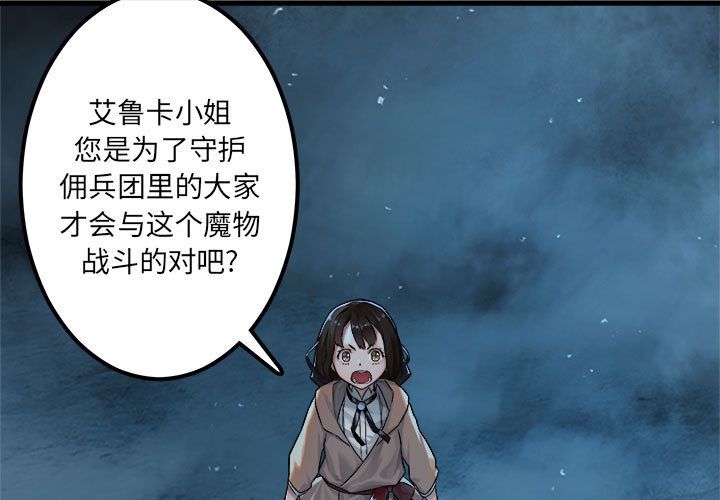 艾鲁卡小姐
您是为了守护
佣兵团里的大家
才会与这个魔物
战斗的对吧?